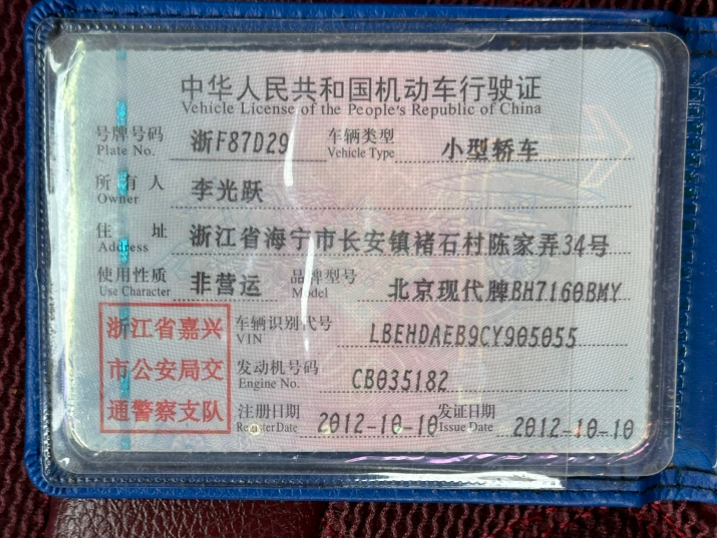 中华人民共和国机动车行驶证
Vehicle License of the People's Republic of China
号牌号码 浙F87D29 车辆类型 小型轿车
Plate No. Vehicle Type
所有人 李光跃
Owner
住址 浙江省海宁市长安镇褚石村陈家弄34号
Address
使用性质 非营运 品牌型号 北京现代牌BH7160BMY
Use Character Model
浙江省嘉兴 车辆识别代号 LBEHDAEB9CY905055
VIN
市公安局交 发动机号码 CB035182
Engine No.
通警察支队 注册日期 2012-10-10 发证日期 2012-10-10
Register Date Issue Date